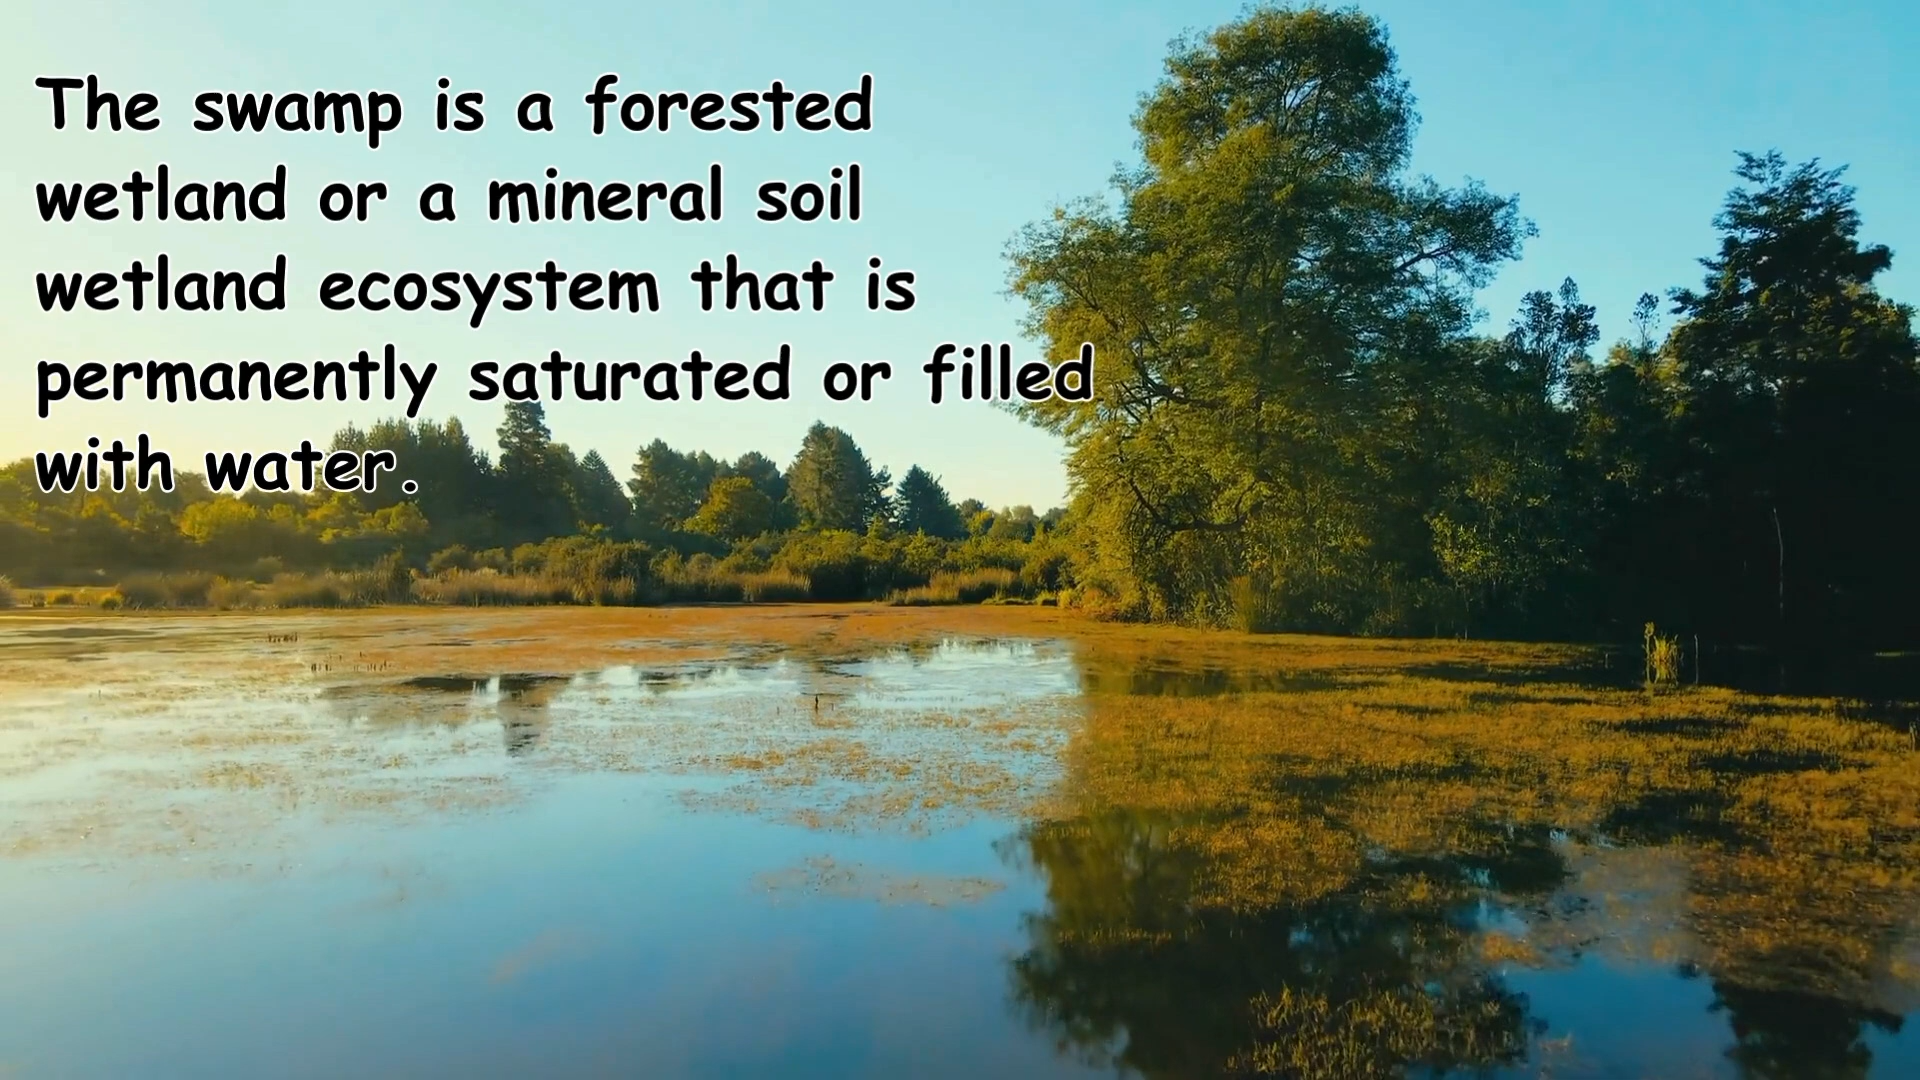 The swamp is a forested
wetland or a mineral soil
wetland ecosystem that is
permanently saturated or filled
with water.